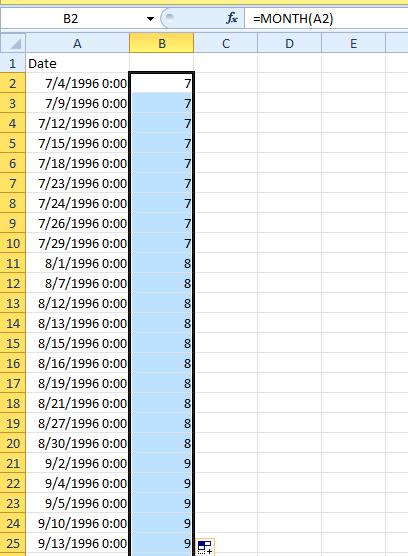 B2 fx =MONTH(A2)
A B C D E
1 Date
2 7/4/1996 0:00 7
3 7/9/1996 0:00 7
4 7/12/1996 0:00 7
5 7/15/1996 0:00 7
6 7/18/1996 0:00 7
7 7/23/1996 0:00 7
8 7/24/1996 0:00 7
9 7/26/1996 0:00 7
10 7/29/1996 0:00 7
11 8/1/1996 0:00 8
12 8/7/1996 0:00 8
13 8/12/1996 0:00 8
14 8/13/1996 0:00 8
15 8/15/1996 0:00 8
16 8/16/1996 0:00 8
17 8/19/1996 0:00 8
18 8/21/1996 0:00 8
19 8/27/1996 0:00 8
20 8/30/1996 0:00 8
21 9/2/1996 0:00 9
22 9/4/1996 0:00 9
23 9/5/1996 0:00 9
24 9/10/1996 0:00 9
25 9/13/1996 0:00 9